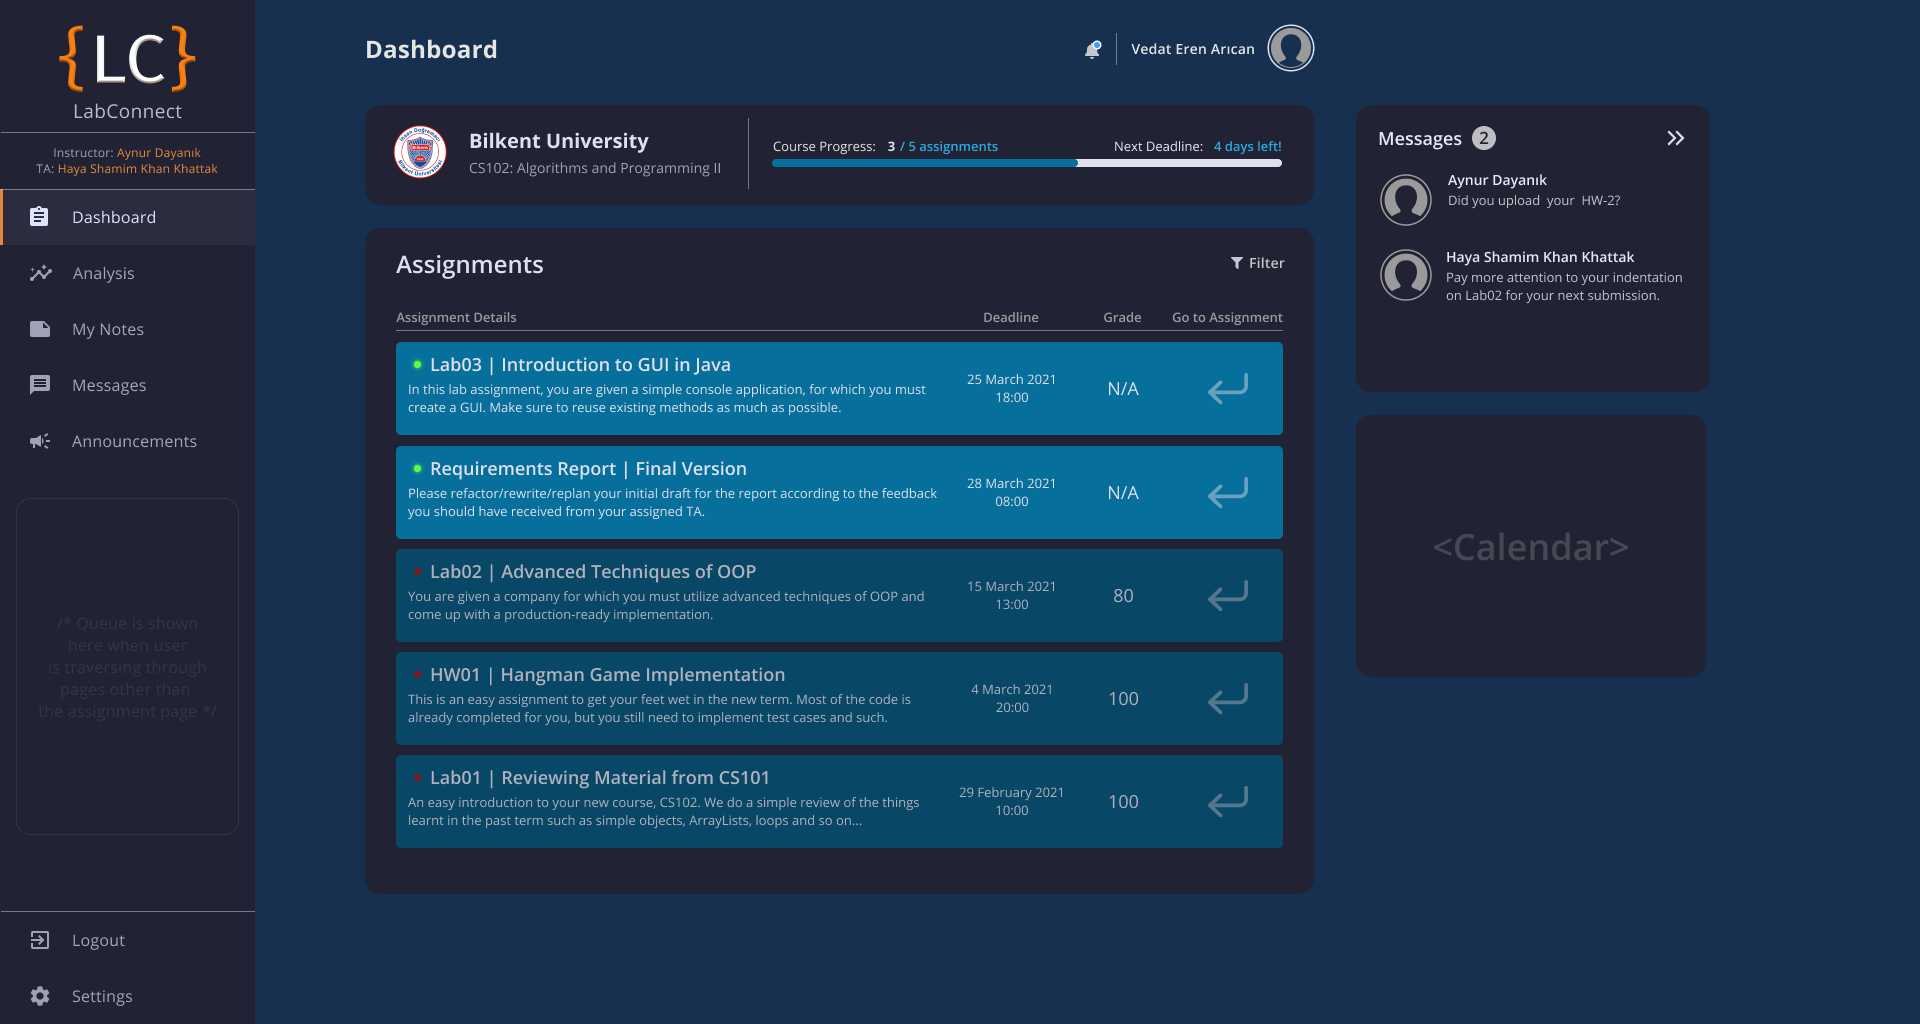 {LC}
LabConnect
Instructor: Aynur Dayanık
TA: Haya Shamim Khan Khattak
Dashboard
Analysis
My Notes
Messages
Announcements
/* Queue is shown
here when user
is traversing through
pages other than
the assignment page */
Logout
Settings
Dashboard
Vedat Eren Arıcan
Bilkent University
CS102: Algorithms and Programming II
Course Progress: 3 / 5 assignments
Next Deadline: 4 days left!
Assignments
Filter
Assignment Details Deadline Grade Go to Assignment
Lab03 | Introduction to GUI in Java
In this lab assignment, you are given a simple console application, for which you must
create a GUI. Make sure to reuse existing methods as much as possible.
25 March 2021
18:00
N/A
Requirements Report | Final Version
Please refactor/rewrite/replan your initial draft for the report according to the feedback
you should have received from your assigned TA.
28 March 2021
08:00
N/A
Lab02 | Advanced Techniques of OOP
You are given a company for which you must utilize advanced techniques of OOP and
come up with a production-ready implementation.
15 March 2021
13:00
80
HW01 | Hangman Game Implementation
This is an easy assignment to get your feet wet in the new term. Most of the code is
already completed for you, but you still need to implement test cases and such.
4 March 2021
20:00
100
Lab01 | Reviewing Material from CS101
An easy introduction to your new course, CS102. We do a simple review of the things
learnt in the past term such as simple objects, ArrayLists, loops and so on...
29 February 2021
10:00
100
Messages 2
Aynur Dayanık
Did you upload your HW-2?
Haya Shamim Khan Khattak
Pay more attention to your indentation
on Lab02 for your next submission.
<Calendar>